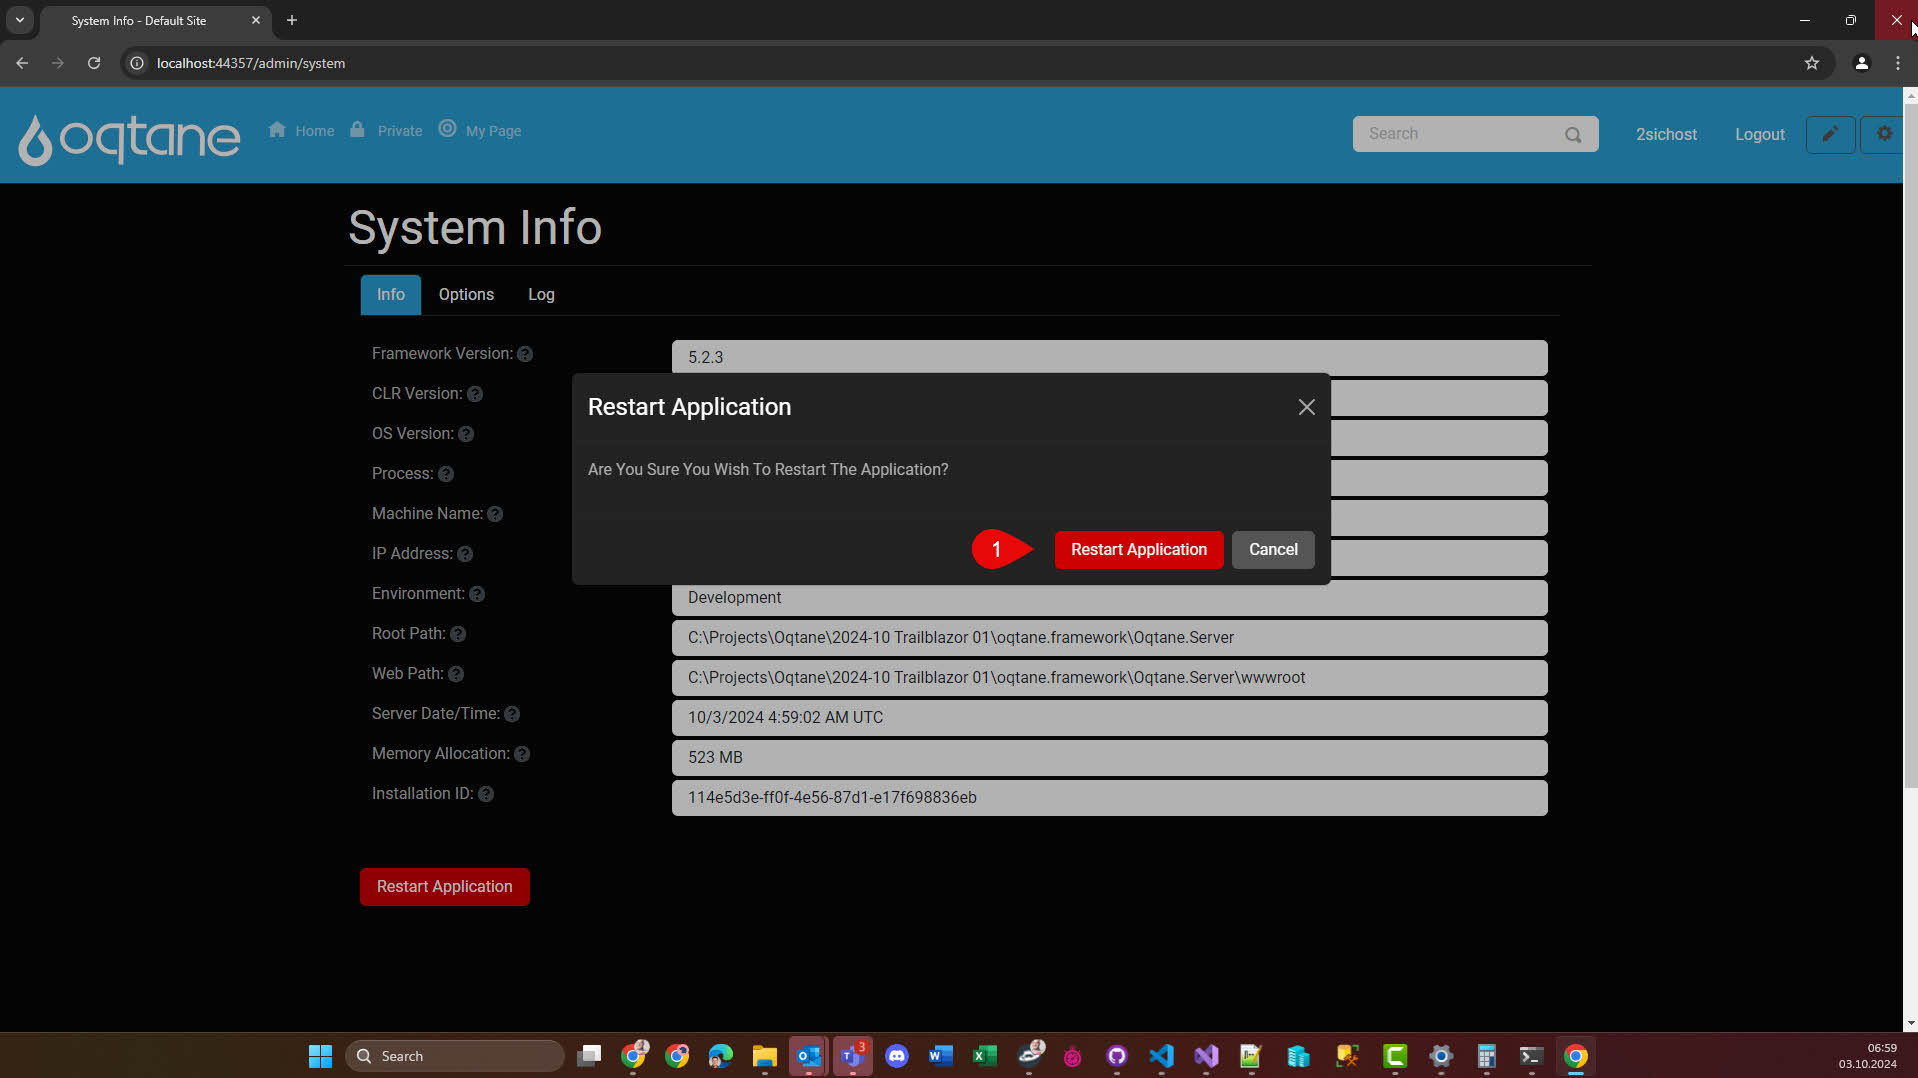 System Info - Default Site
localhost:44357/admin/system
oqtane
Home
Private
My Page
Search
2sichost
Logout
System Info
Info
Options
Log
Framework Version:
5.2.3
CLR Version:
OS Version:
Process:
Machine Name:
IP Address:
Restart Application
Are You Sure You Wish To Restart The Application?
1
Restart Application
Cancel
Environment:
Development
Root Path:
C:\Projects\Oqtane\2024-10 Trailblazor 01\oqtane.framework\Oqtane.Server
Web Path:
C:\Projects\Oqtane\2024-10 Trailblazor 01\oqtane.framework\Oqtane.Server\wwwroot
Server Date/Time:
10/3/2024 4:59:02 AM UTC
Memory Allocation:
523 MB
Installation ID:
114e5d3e-ff0f-4e56-87d1-e17f698836eb
Restart Application
Search
3
06:59
03.10.2024